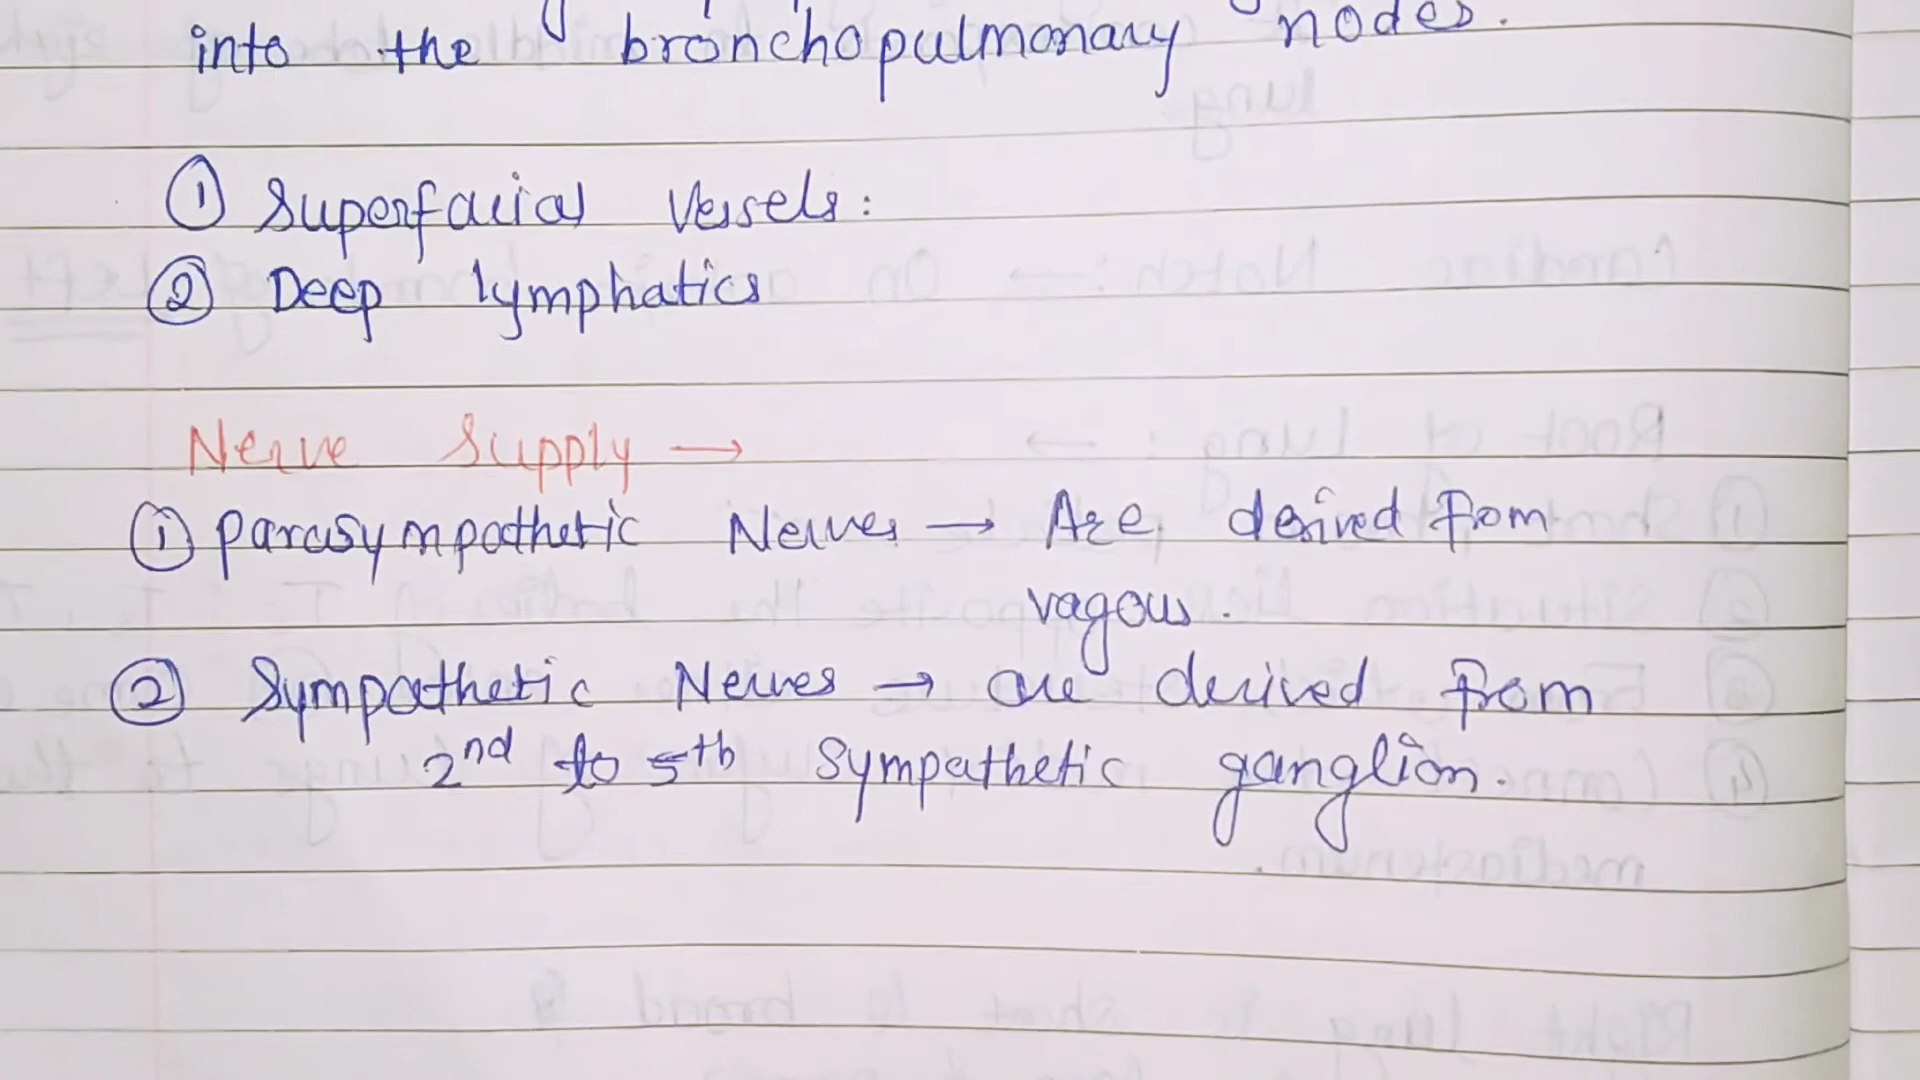 into the bronchopulmonary nodes.
① Superfacial Vessels:
② Deep lymphatics
Nerve Supply →
① Parasympathetic Nerves → Are derived from
vagous.
② Sympathetic Nerves → are derived from
2nd to 5th Sympathetic ganglion.